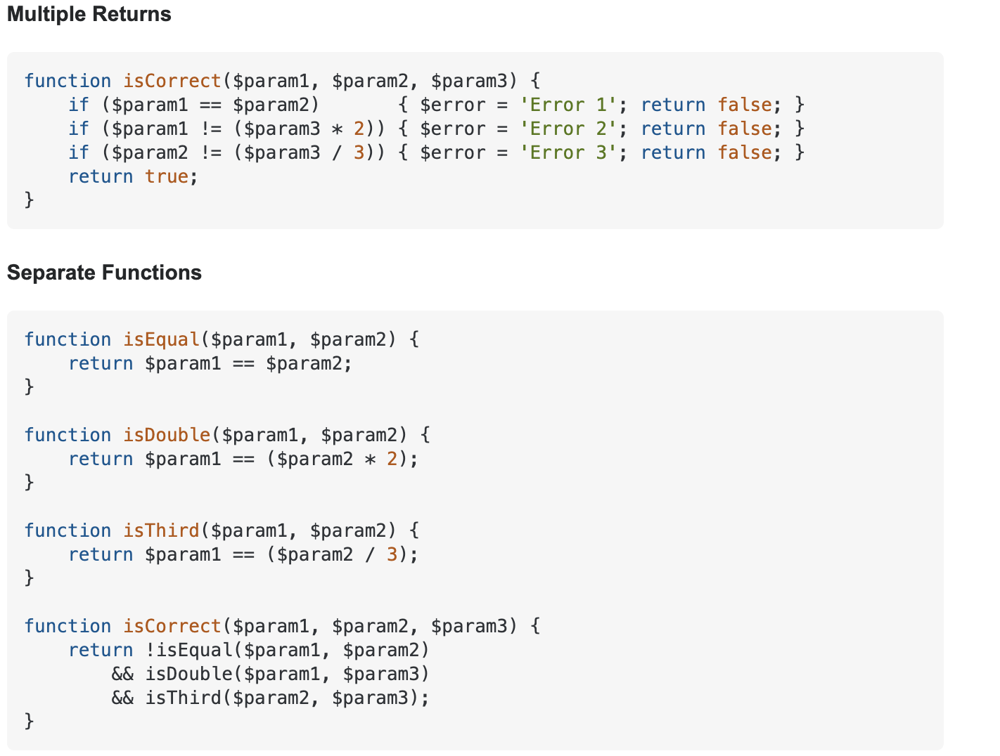 Multiple Returns
function isCorrect($param1, $param2, $param3) {
    if ($param1 == $param2)       { $error = 'Error 1'; return false; }
    if ($param1 != ($param3 * 2)) { $error = 'Error 2'; return false; }
    if ($param2 != ($param3 / 3)) { $error = 'Error 3'; return false; }
    return true;
}
Separate Functions
function isEqual($param1, $param2) {
    return $param1 == $param2;
}
function isDouble($param1, $param2) {
    return $param1 == ($param2 * 2);
}
function isThird($param1, $param2) {
    return $param1 == ($param2 / 3);
}
function isCorrect($param1, $param2, $param3) {
    return !isEqual($param1, $param2)
        && isDouble($param1, $param3)
        && isThird($param2, $param3);
}